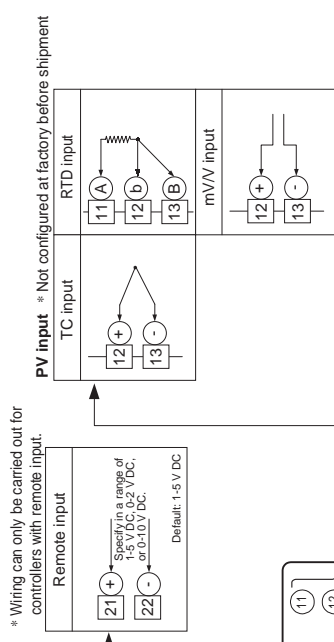 * Wiring can only be carried out for
controllers with remote input.
Remote input
21 +
22 -
Specify in a range of
1-5 V DC, 0-2 V DC,
or 0-10 V DC.
Default: 1-5 V DC
PV input * Not configured at factory before shipment
TC input
12 +
13 -
RTD input
11 A
12 b
13 B
mV/V input
12 +
13 -
11